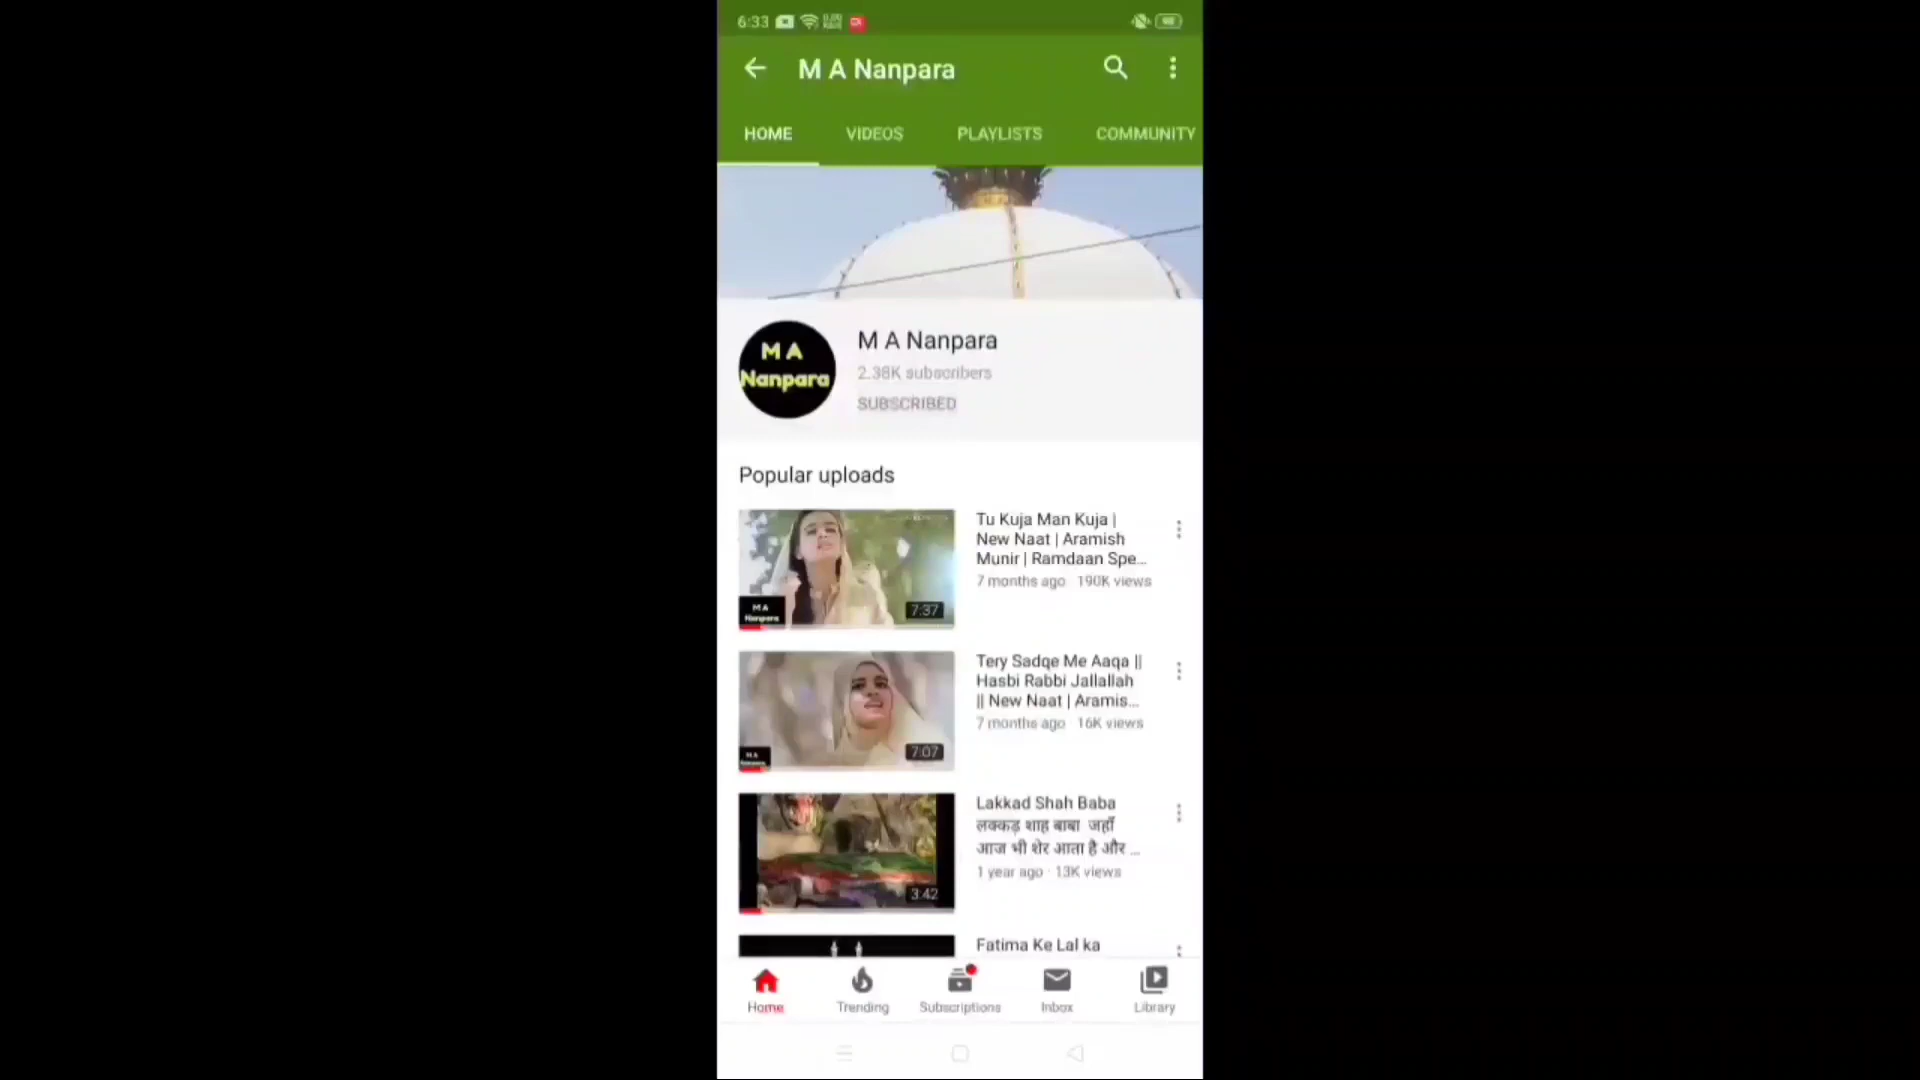 6:33
M A Nanpara
HOME VIDEOS PLAYLISTS COMMUNITY
M A
Nanpara
M A Nanpara
2.38K subscribers
SUBSCRIBED
Popular uploads
Tu Kuja Man Kuja |
New Naat | Aramish
Munir | Ramdaan Spe...
7 months ago 190K views
M A
Nanpara
7:37
Tery Sadqe Me Aaqa ||
Hasbi Rabbi Jallallah
|| New Naat | Aramis...
7 months ago 16K views
M A
Nanpara
7:07
Lakkad Shah Baba
लक्कड़ शाह बाबा जहाँ
आज भी शेर आता है और ...
1 year ago · 13K views
3:42
Fatima Ke Lal ka
Home Trending Subscriptions Inbox Library